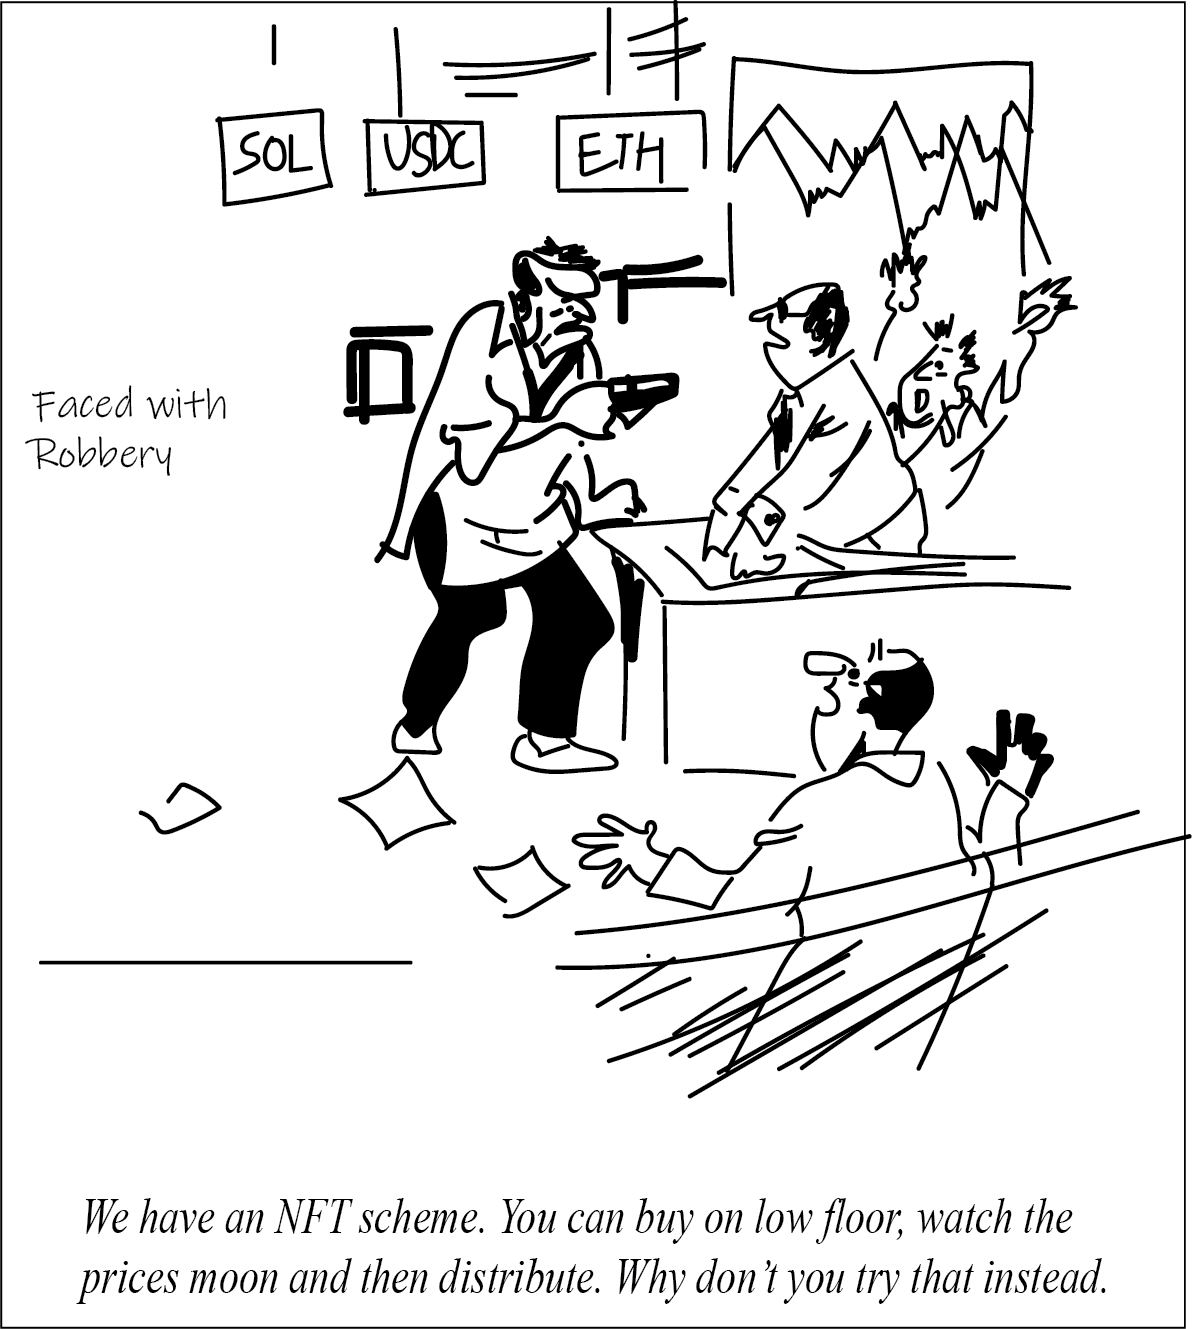 SOL USDC ETH
Faced with
Robbery
We have an NFT scheme. You can buy on low floor, watch the
prices moon and then distribute. Why don’t you try that instead.